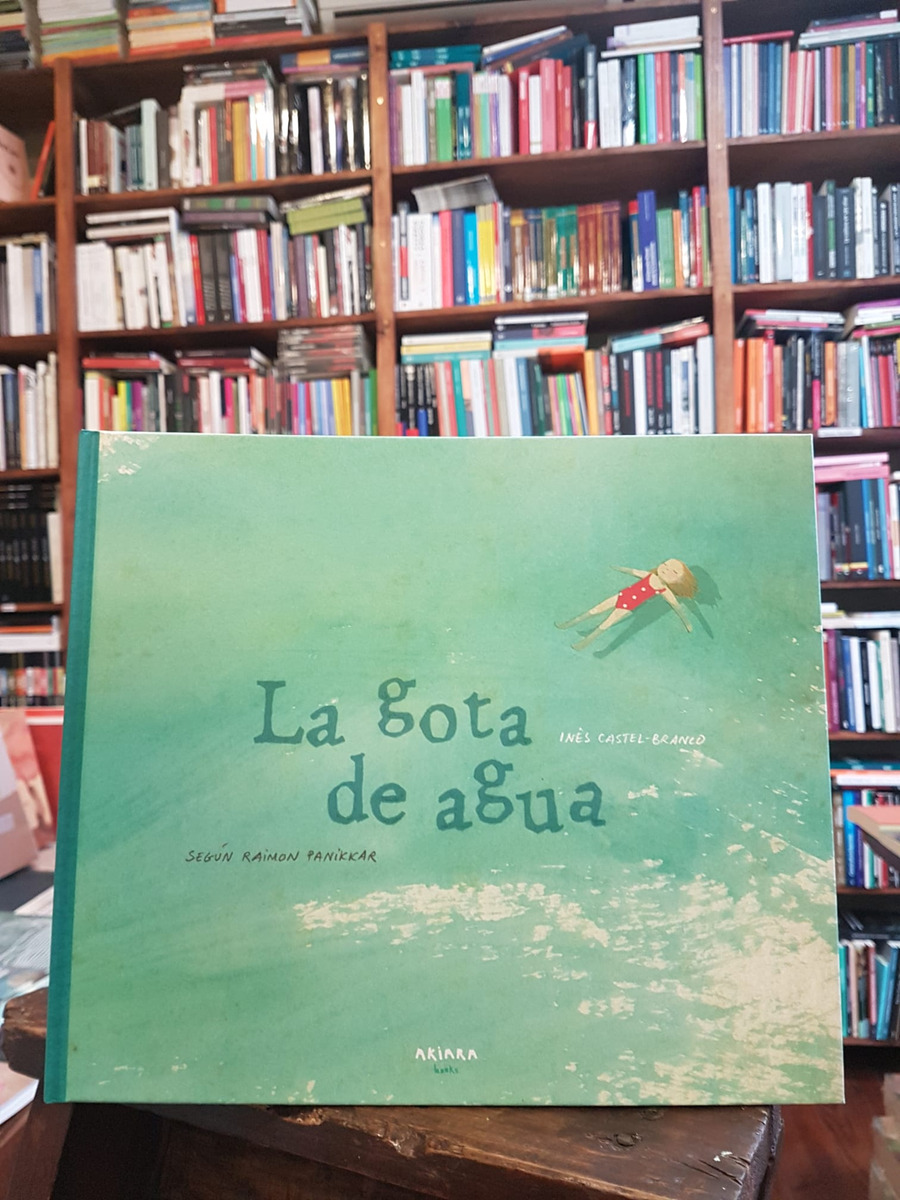 La gota
INÊS CASTEL-BRANCO
de agua
SEGÚN RAIMON PANIKKAR
AKIARA
books